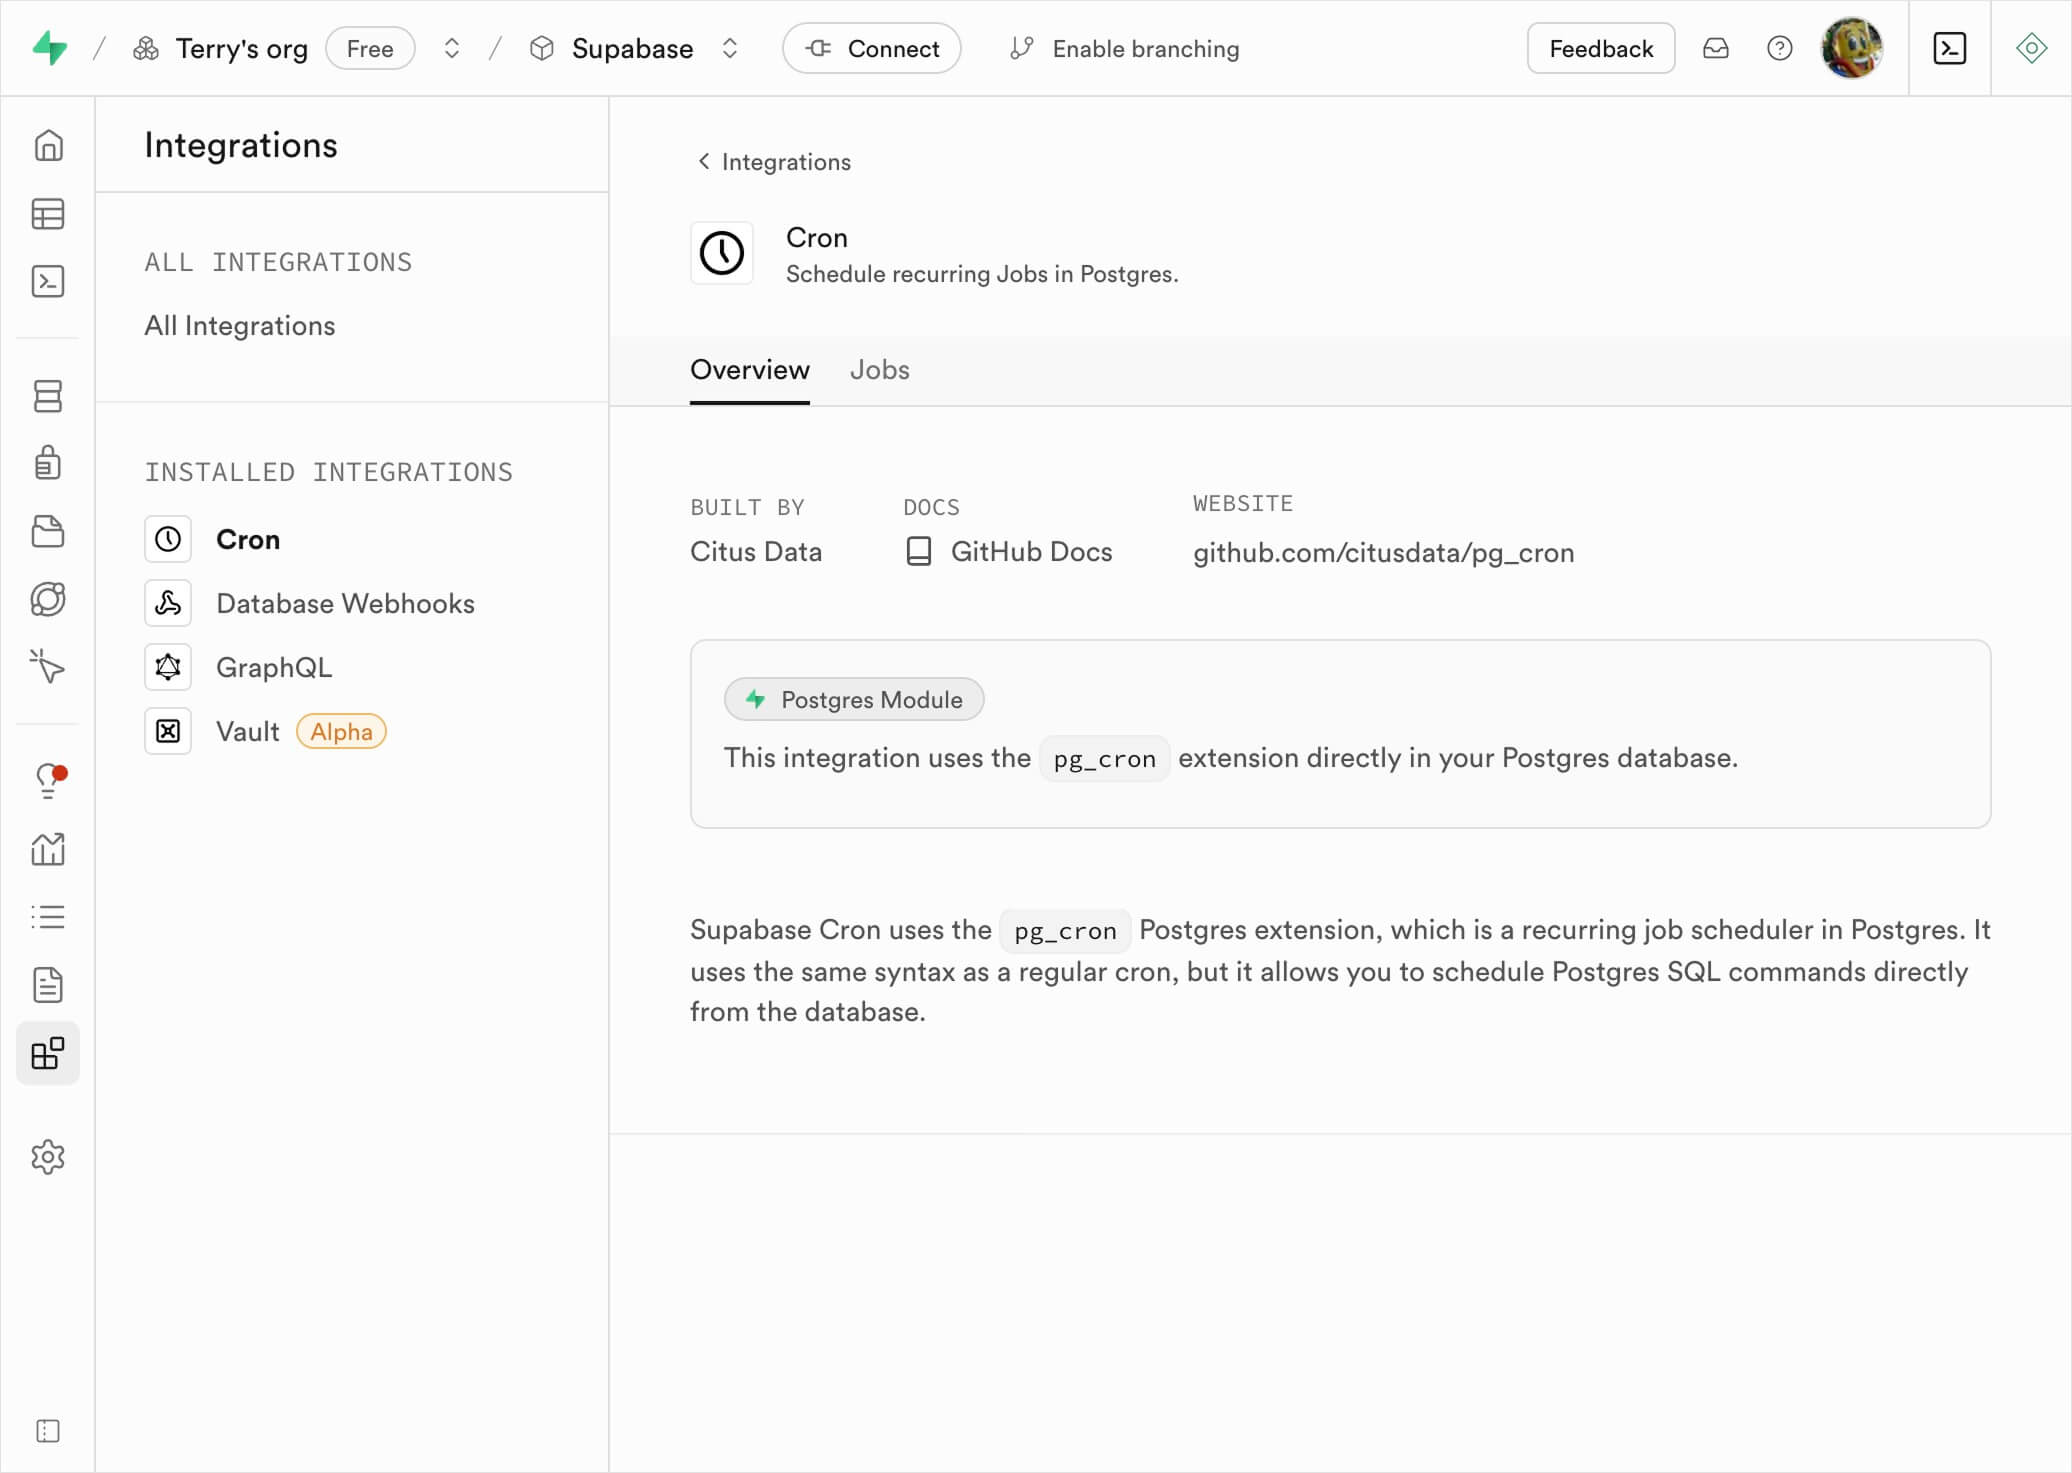 Terry's org
Free
Supabase
Connect
Enable branching
Feedback
Integrations
ALL INTEGRATIONS
All Integrations
INSTALLED INTEGRATIONS
Cron
Database Webhooks
GraphQL
Vault Alpha
Integrations
Cron
Schedule recurring Jobs in Postgres.
Overview
Jobs
BUILT BY
Citus Data
DOCS
GitHub Docs
WEBSITE
github.com/citusdata/pg_cron
Postgres Module
This integration uses the pg_cron extension directly in your Postgres database.
Supabase Cron uses the pg_cron Postgres extension, which is a recurring job scheduler in Postgres. It
uses the same syntax as a regular cron, but it allows you to schedule Postgres SQL commands directly
from the database.